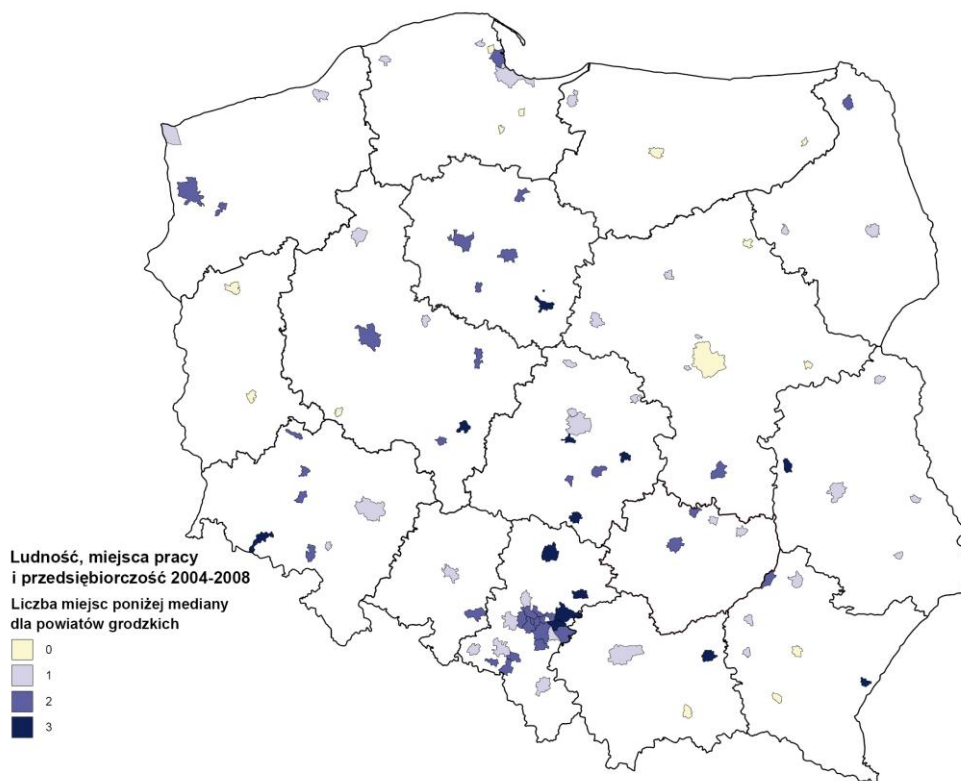 Ludność, miejsca pracy
i przedsiębiorczość 2004-2008
Liczba miejsc poniżej mediany
dla powiatów grodzkich
0
1
2
3